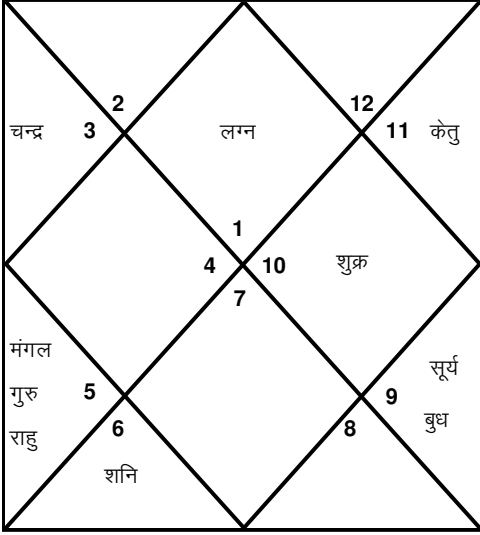 2
12
चन्द्र 3
लग्न
11 केतु
1
4
10
शुक्र
7
मंगल
गुरु
राहु
5
6
शनि
सूर्य
9
बुध
8